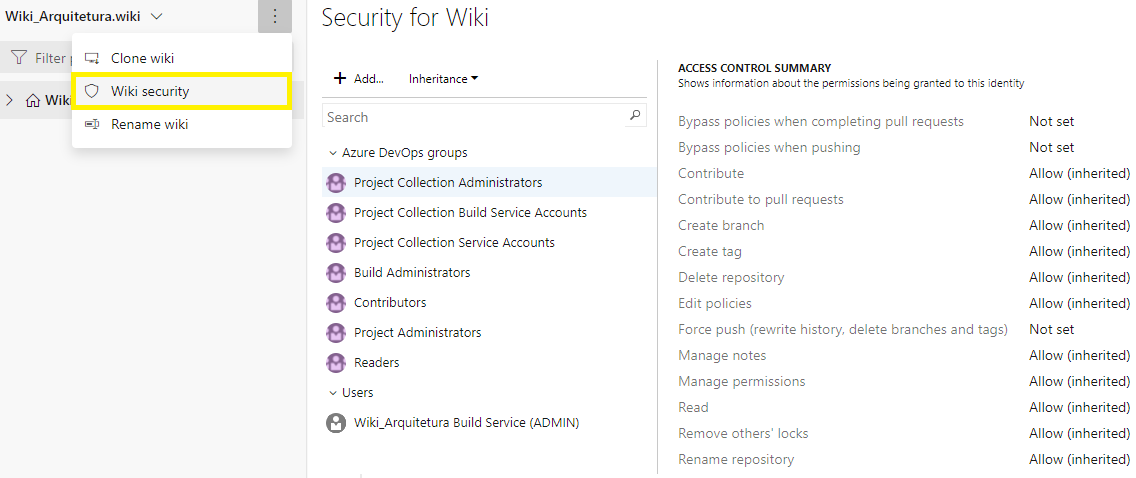 Wiki_Arquitetura.wiki
Filter
Wiki
Clone wiki
Wiki security
Rename wiki
Security for Wiki
Add...
Inheritance
Search
Azure DevOps groups
Project Collection Administrators
Project Collection Build Service Accounts
Project Collection Service Accounts
Build Administrators
Contributors
Project Administrators
Readers
Users
Wiki_Arquitetura Build Service (ADMIN)
ACCESS CONTROL SUMMARY
Shows information about the permissions being granted to this identity
Bypass policies when completing pull requests Not set
Bypass policies when pushing Not set
Contribute Allow (inherited)
Contribute to pull requests Allow (inherited)
Create branch Allow (inherited)
Create tag Allow (inherited)
Delete repository Allow (inherited)
Edit policies Allow (inherited)
Force push (rewrite history, delete branches and tags) Not set
Manage notes Allow (inherited)
Manage permissions Allow (inherited)
Read Allow (inherited)
Remove others' locks Allow (inherited)
Rename repository Allow (inherited)